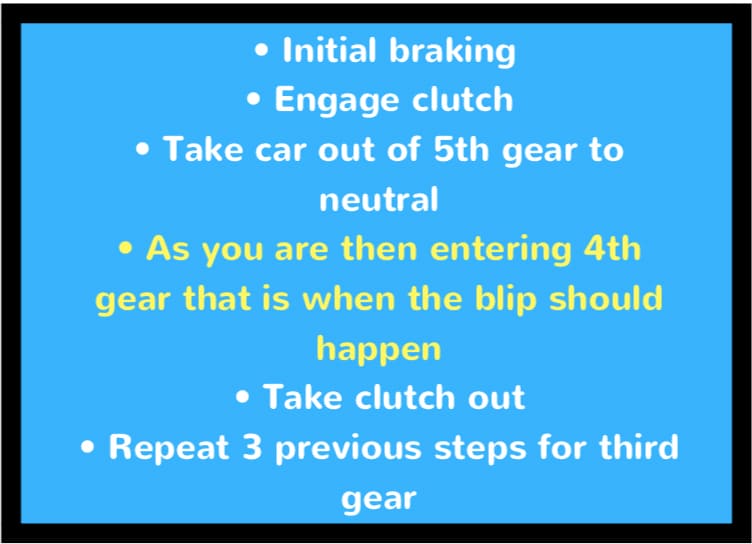 • Initial braking
• Engage clutch
• Take car out of 5th gear to
neutral
• As you are then entering 4th
gear that is when the blip should
happen
• Take clutch out
• Repeat 3 previous steps for third
gear